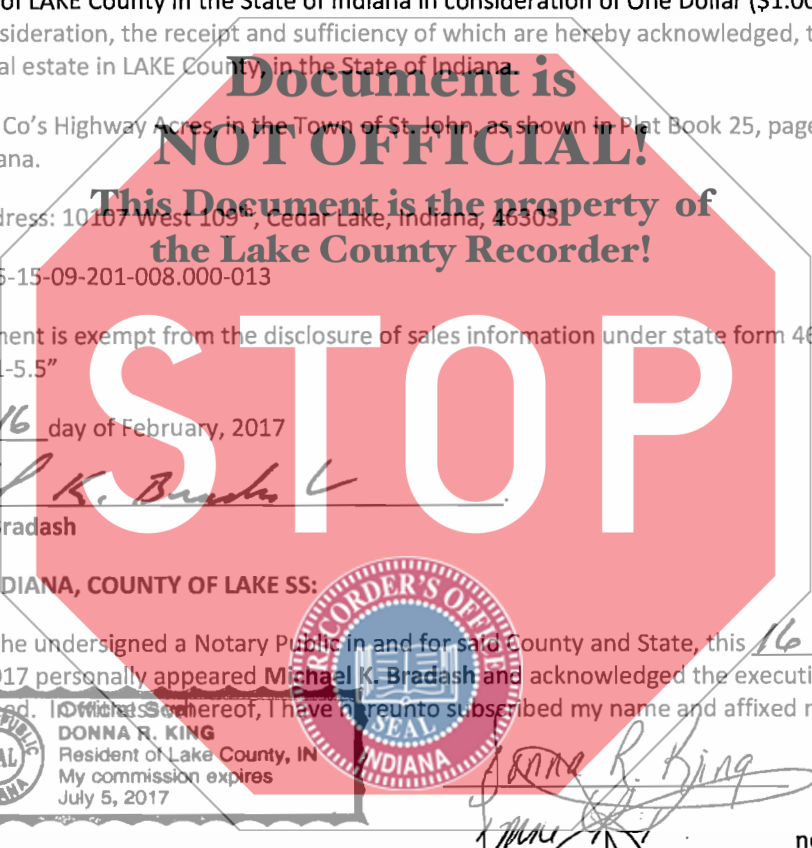 of LAKE County in the State of Indiana in consideration of One Dollar ($1.00
sideration, the receipt and sufficiency of which are hereby acknowledged, t
al estate in LAKE County, in the State of Indiana.
Document is
Co's Highway Acres, in the Town of St. John, as shown in Plat Book 25, page
NOT OFFICIAL!
ana.
This Document is the property of
dress: 10107 West 109th, Cedar Lake, Indiana, 46303
the Lake County Recorder!
5-15-09-201-008.000-013
ment is exempt from the disclosure of sales information under state form 46
1-5.5"
STOP
16 day of February, 2017
K. Bradash
Bradash
DIANA, COUNTY OF LAKE SS:
RECORDER'S OFFICE
SEAL
INDIANA
he undersigned a Notary Public in and for said County and State, this 16
017 personally appeared Michael K. Bradash and acknowledged the executi
ed. In Witness Whereof, I have hereunto subscribed my name and affixed m
Official Seal
DONNA R. KING
Resident of Lake County, IN
My commission expires
July 5, 2017
PUBLIC
Donna R. King